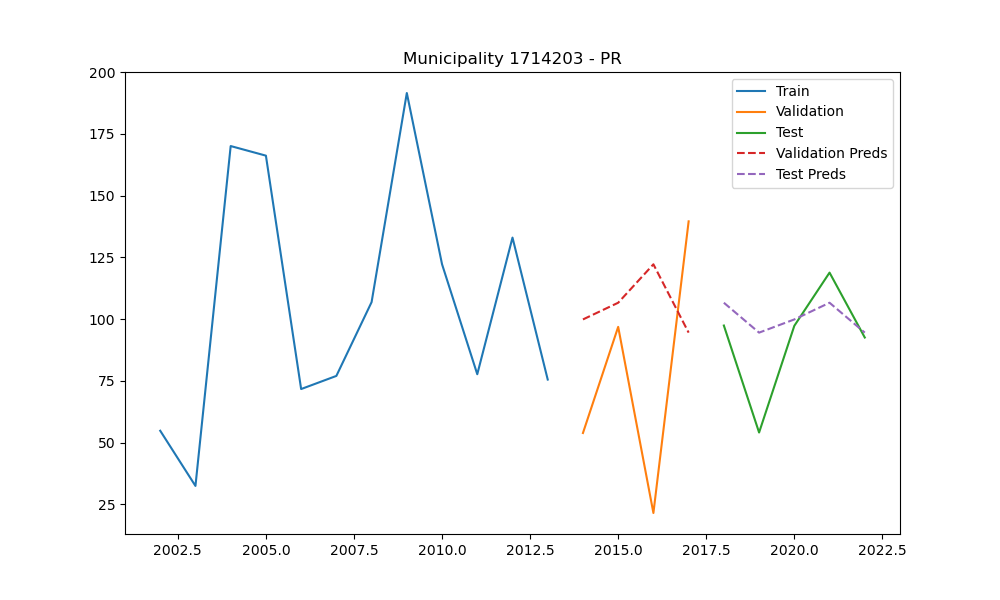 Municipality 1714203 - PR
200
175
150
125
100
75
50
25
Train
Validation
Test
Validation Preds
Test Preds
2002.5 2005.0 2007.5 2010.0 2012.5 2015.0 2017.5 2020.0 2022.5